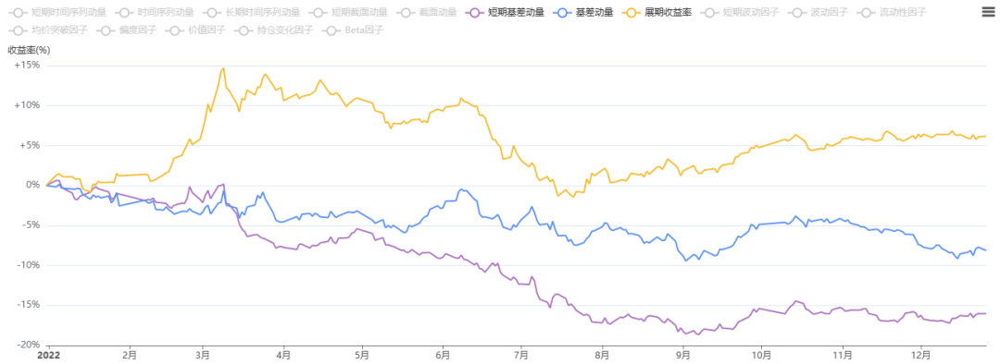 短期时间序列动量 时间序列动量 长期时间序列动量 短期截面动量 截面动量 短期基差动量 基差动量 展期收益率 短期波动因子 波动因子 流动性因子
均价突破因子 偏度因子 价值因子 持仓变化因子 Beta因子
收益率(%)
+15%
+10%
+5%
0%
-5%
-10%
-15%
-20%
2022 2月 3月 4月 5月 6月 7月 8月 9月 10月 11月 12月